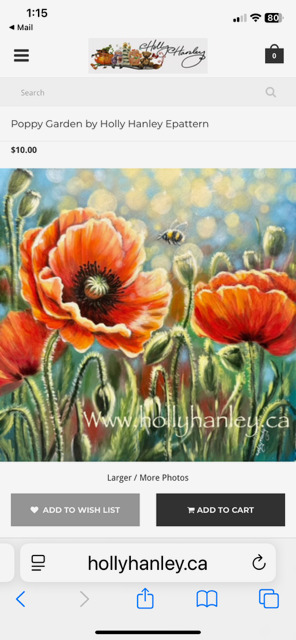 1:15
80
Mail
Holly Hanley
0
Search
Poppy Garden by Holly Hanley Epattern
$10.00
Www.hollyhanley.ca
Larger / More Photos
ADD TO WISH LIST
ADD TO CART
hollyhanley.ca